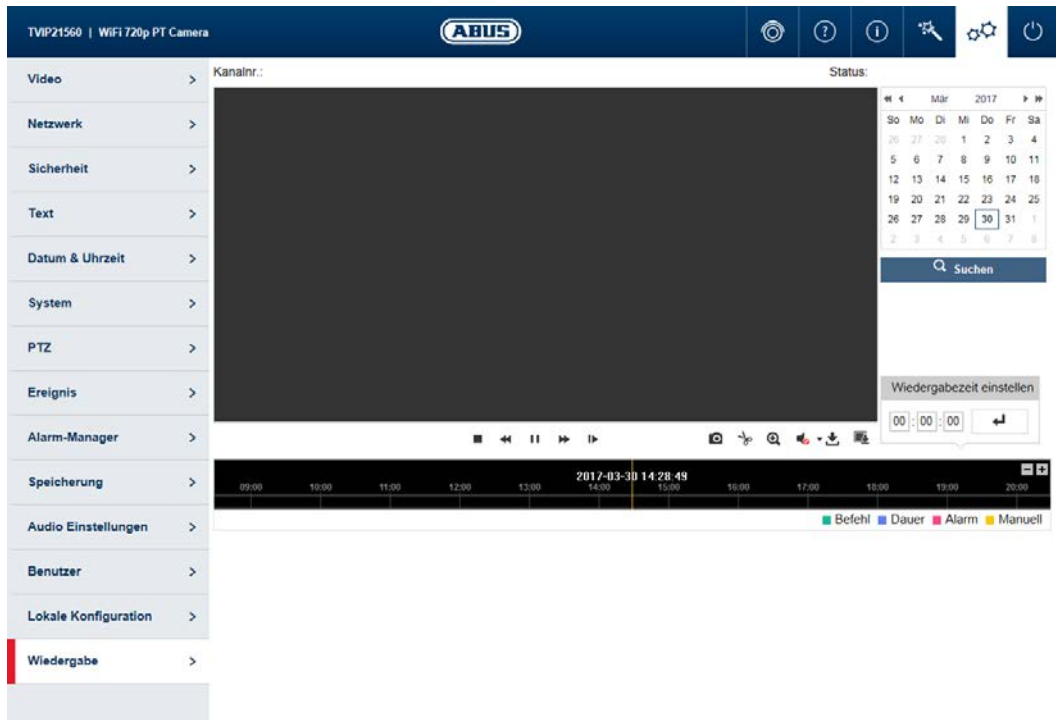 TVIP21560 | WiFi 720p PT Camera
ABUS
Video
Netzwerk
Sicherheit
Text
Datum & Uhrzeit
System
PTZ
Ereignis
Alarm-Manager
Speicherung
Audio Einstellungen
Benutzer
Lokale Konfiguration
Wiedergabe
Kanalnr.:
Status:
Mär 2017
So Mo Di Mi Do Fr Sa
26 27 28 1 2 3 4
5 6 7 8 9 10 11
12 13 14 15 16 17 18
19 20 21 22 23 24 25
26 27 28 29 30 31 1
2 3 4 5 6 7 8
Suchen
Wiedergabezeit einstellen
00 : 00 : 00
2017-03-30 14:28:49
09:00 10:00 11:00 12:00 13:00 14:00 15:00 16:00 17:00 18:00 19:00 20:00
Befehl Dauer Alarm Manuell